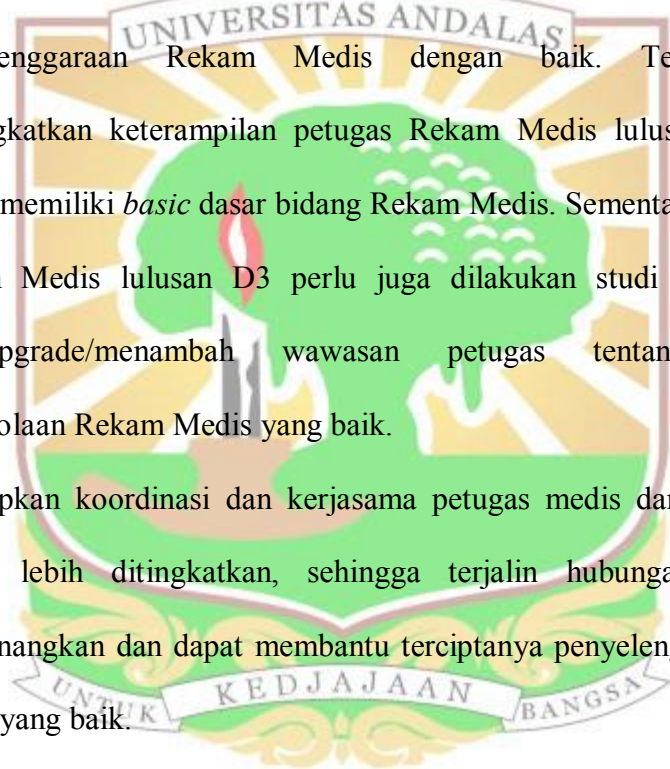 UNIVERSITAS ANDALAS
enggaraan Rekam Medis dengan baik. Te
gkatkan keterampilan petugas Rekam Medis lulus
memiliki basic dasar bidang Rekam Medis. Sementa
Medis lulusan D3 perlu juga dilakukan studi
pgrade/menambah wawasan petugas tentan
olaan Rekam Medis yang baik.
pkan koordinasi dan kerjasama petugas medis dan
lebih ditingkatkan, sehingga terjalin hubunga
nangkan dan dapat membantu terciptanya penyelen
yang baik.
UNTUK KEDJAJAAN BANGSA